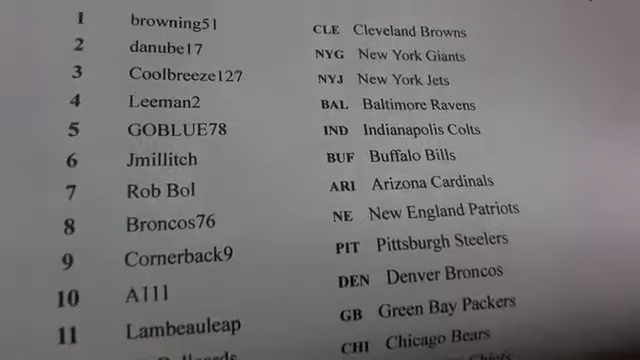 1 browning51 CLE Cleveland Browns
2 danube17 NYG New York Giants
3 Coolbreeze127 NYJ New York Jets
4 Leeman2 BAL Baltimore Ravens
5 GOBLUE78 IND Indianapolis Colts
6 Jmillitch BUF Buffalo Bills
7 Rob Bol ARI Arizona Cardinals
8 Broncos76 NE New England Patriots
9 Cornerback9 PIT Pittsburgh Steelers
10 A111 DEN Denver Broncos
11 Lambeauleap GB Green Bay Packers
CHI Chicago Bears